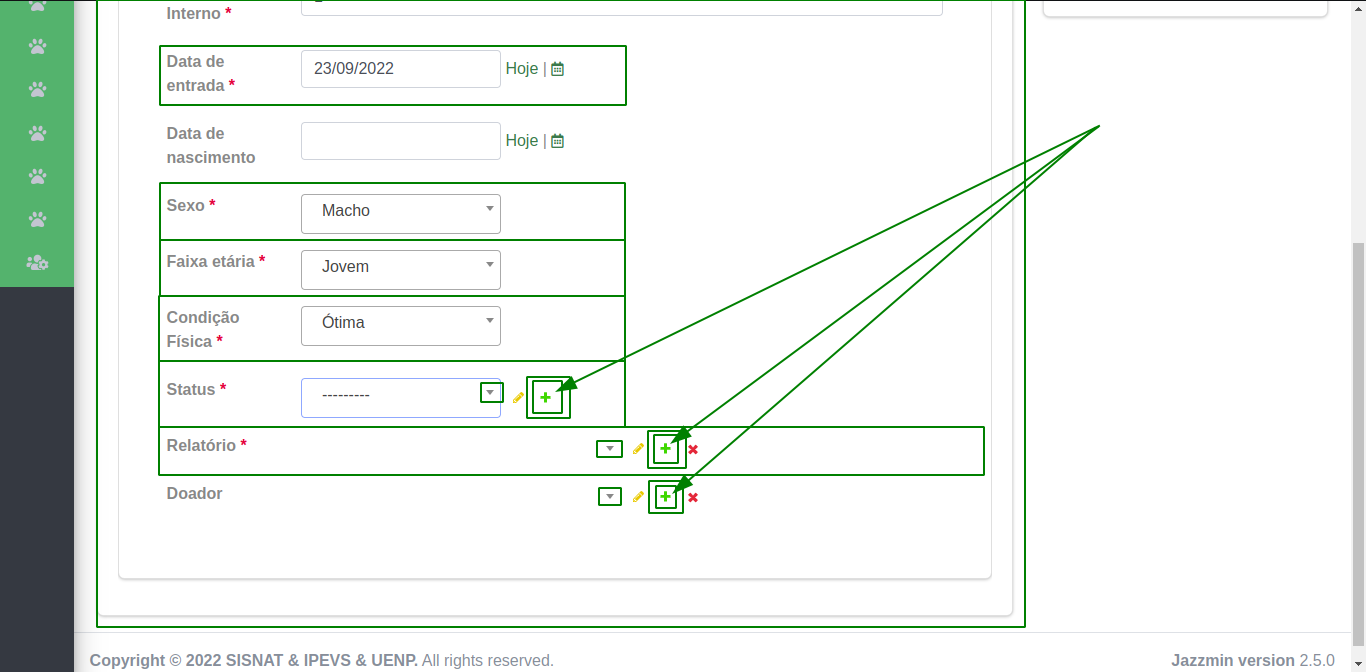 Interno *
Data de
entrada *
23/09/2022
Hoje |
Data de
nascimento
Hoje |
Sexo *
Macho
Faixa etária *
Jovem
Condição
Física *
Ótima
Status *
---------
Relatório *
Doador
Copyright © 2022 SISNAT & IPEVS & UENP. All rights reserved.
Jazzmin version 2.5.0